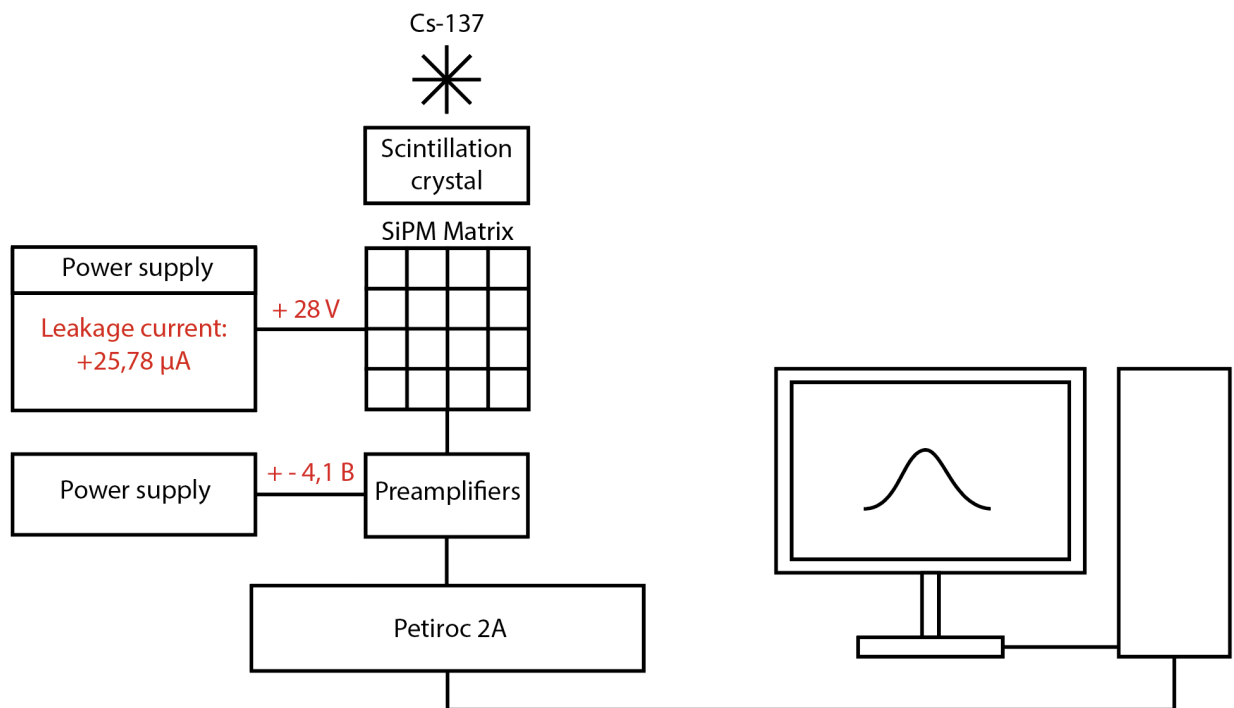 Cs-137
Scintillation
crystal
SiPM Matrix
Power supply
+ 28 V
Leakage current:
+25,78 µA
Power supply
+ - 4,1 B
Preamplifiers
Petiroc 2A